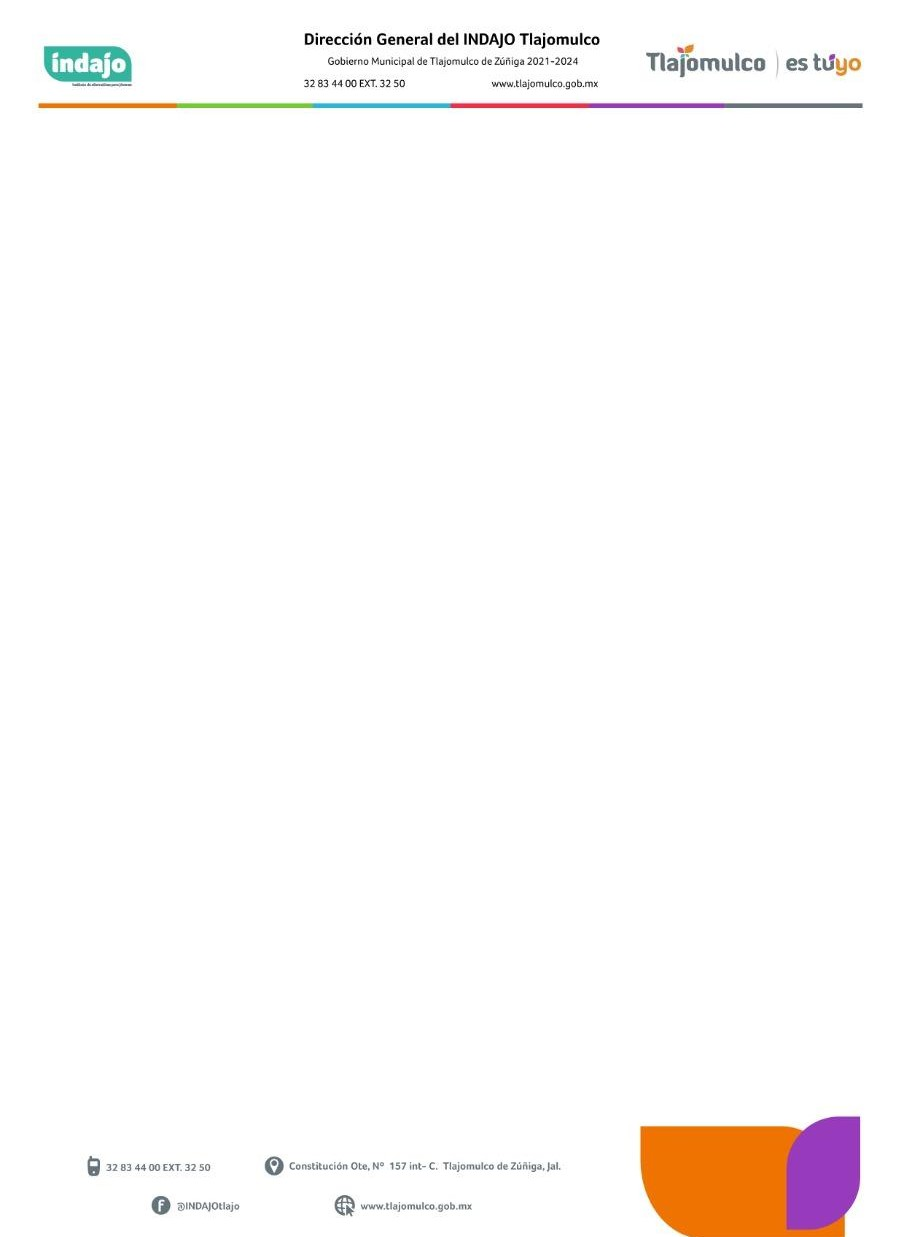 Dirección General del INDAJO Tlajomulco
indajo
Gobierno Municipal de Tlajomulco de Zúñiga 2021-2024
Tlajomulco | es tuyo
32 83 44 00 EXT. 32 50 www.tlajomulco.gob.mx
32 83 44 00 EXT. 32 50 Constitución Ote, Nº 157 int- C. Tlajomulco de Zúñiga, Jal.
@INDAJOtlajo www.tlajomulco.gob.mx